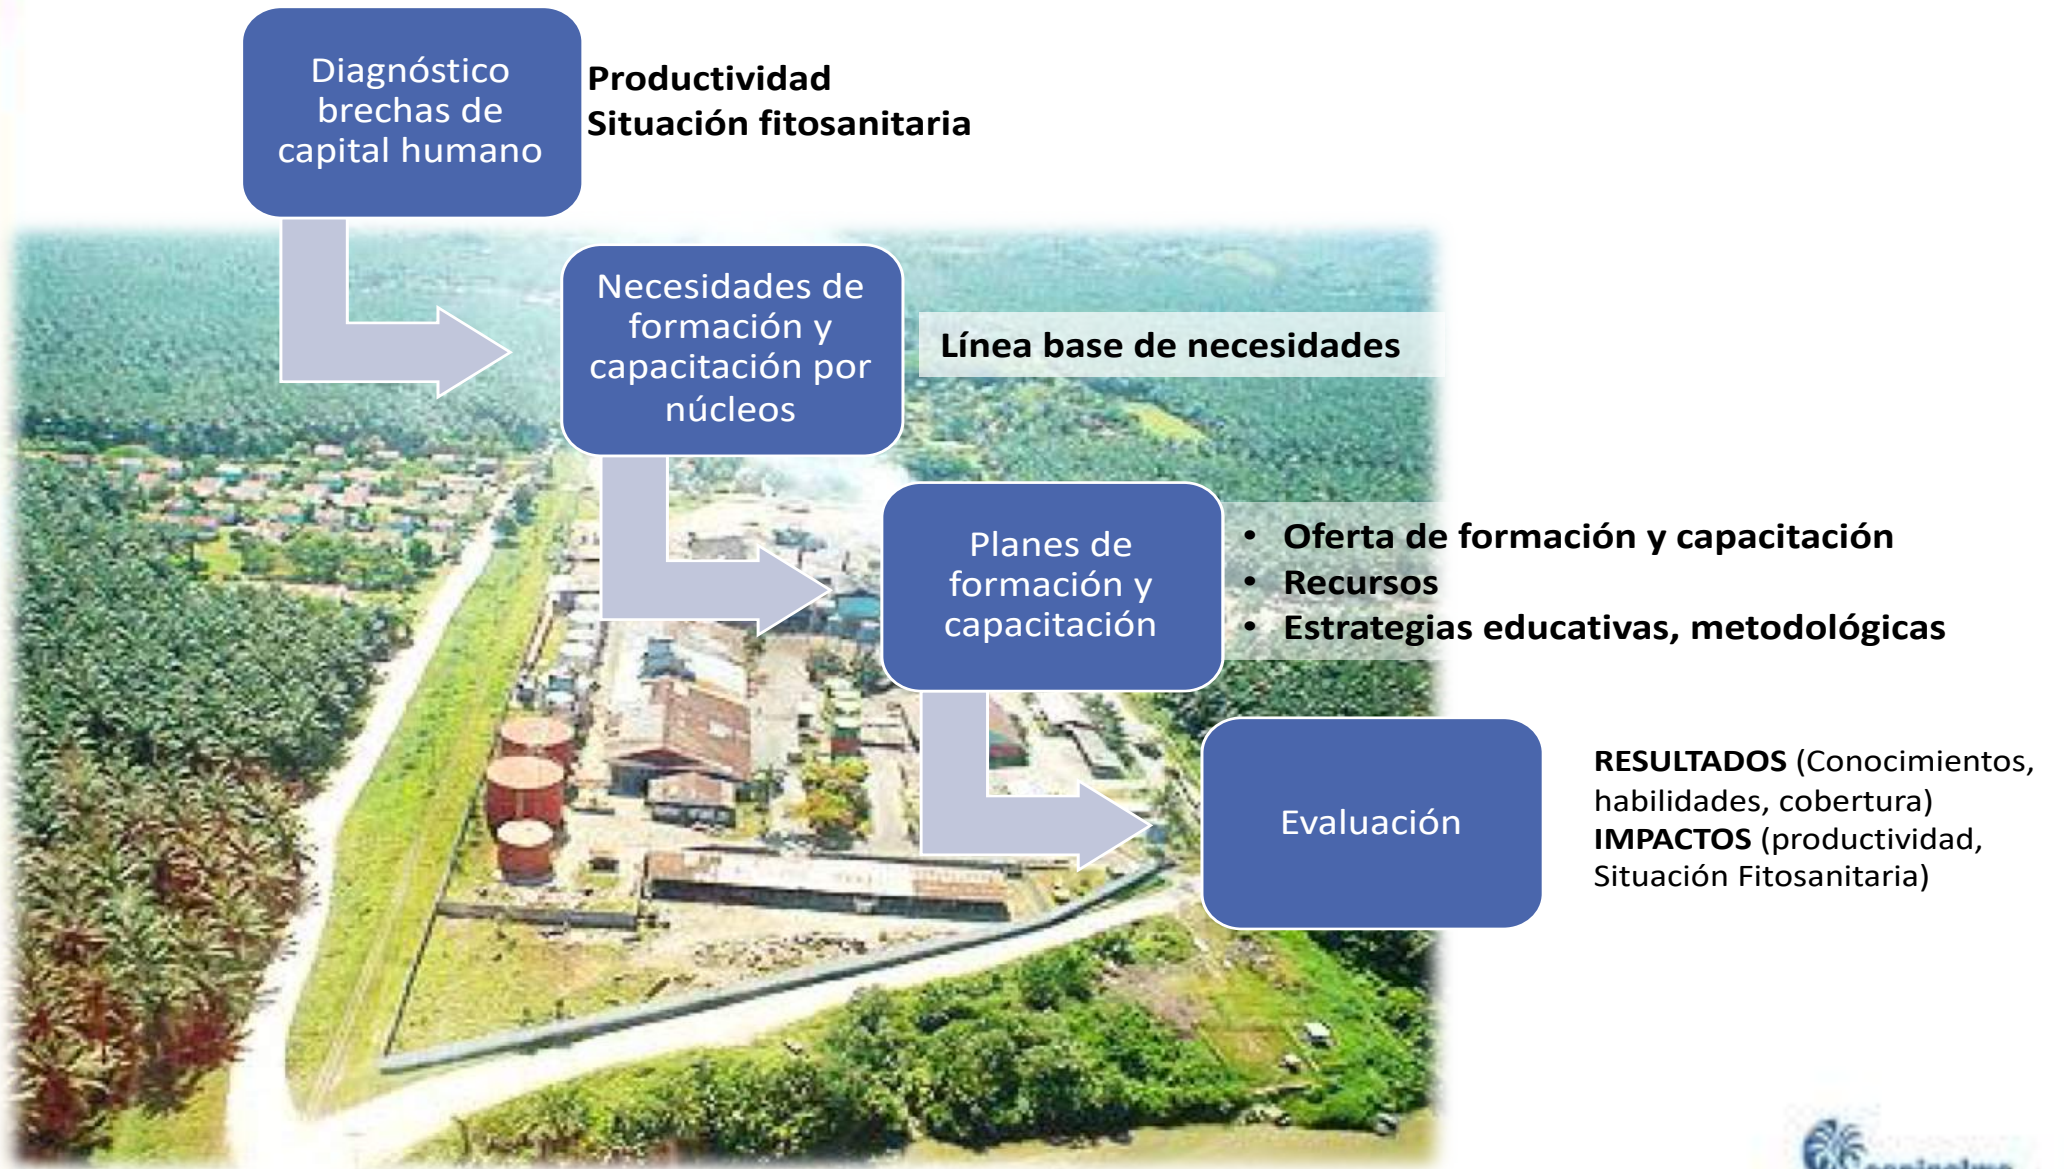 Diagnóstico
brechas de
capital humano
Productividad
Situación fitosanitaria
Necesidades de
formación y
capacitación por
núcleos
Línea base de necesidades
Planes de
formación y
capacitación
• Oferta de formación y capacitación
• Recursos
• Estrategias educativas, metodológicas
Evaluación
RESULTADOS (Conocimientos,
habilidades, cobertura)
IMPACTOS (productividad,
Situación Fitosanitaria)